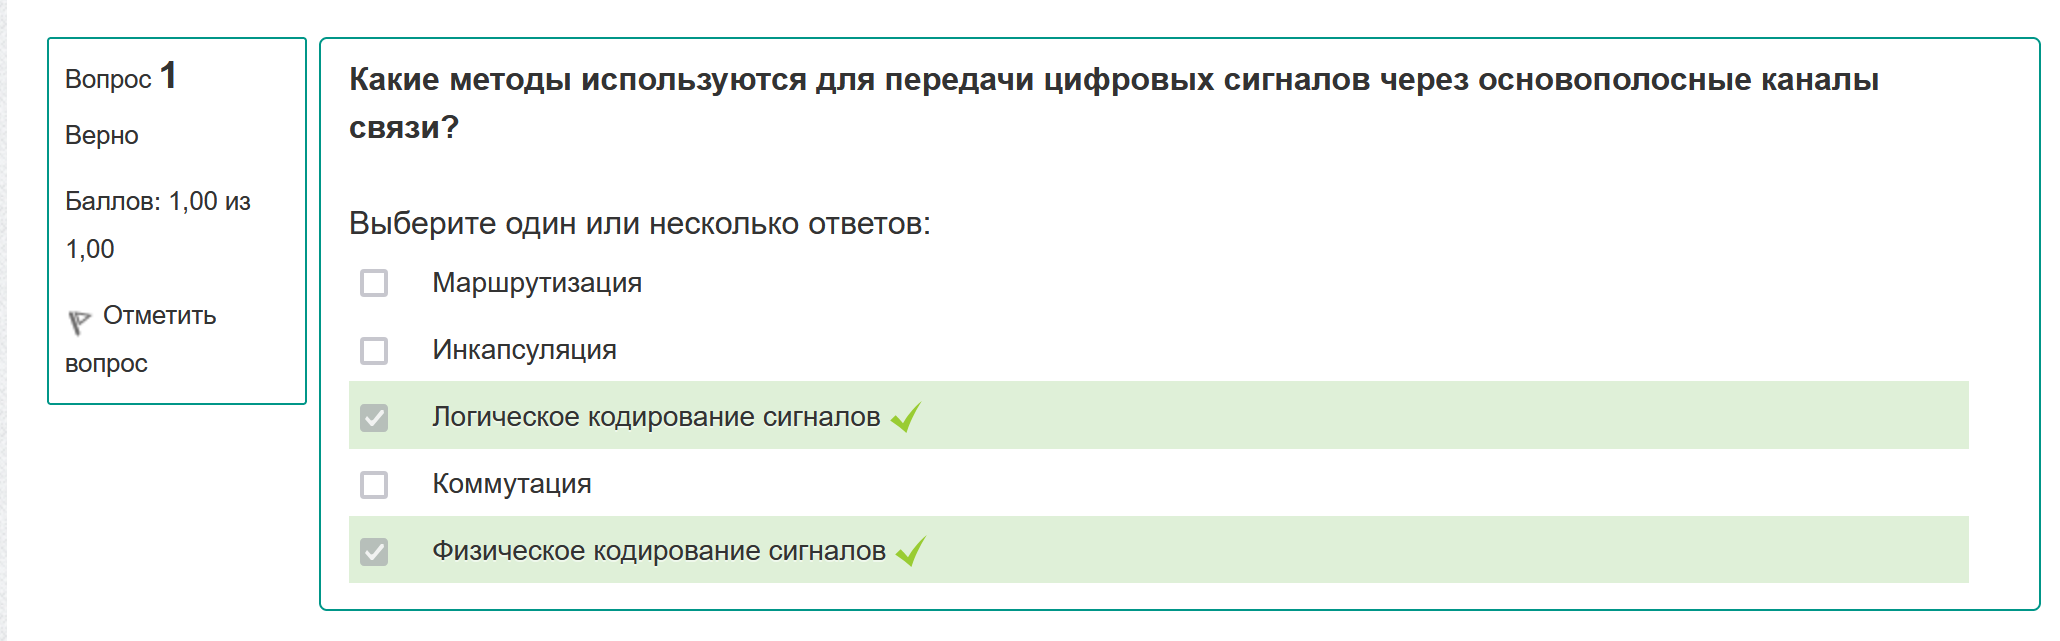 Вопрос 1
Верно
Баллов: 1,00 из
1,00
Отметить
вопрос
Какие методы используются для передачи цифровых сигналов через основополосные каналы
связи?
Выберите один или несколько ответов:
Маршрутизация
Инкапсуляция
Логическое кодирование сигналов
Коммутация
Физическое кодирование сигналов